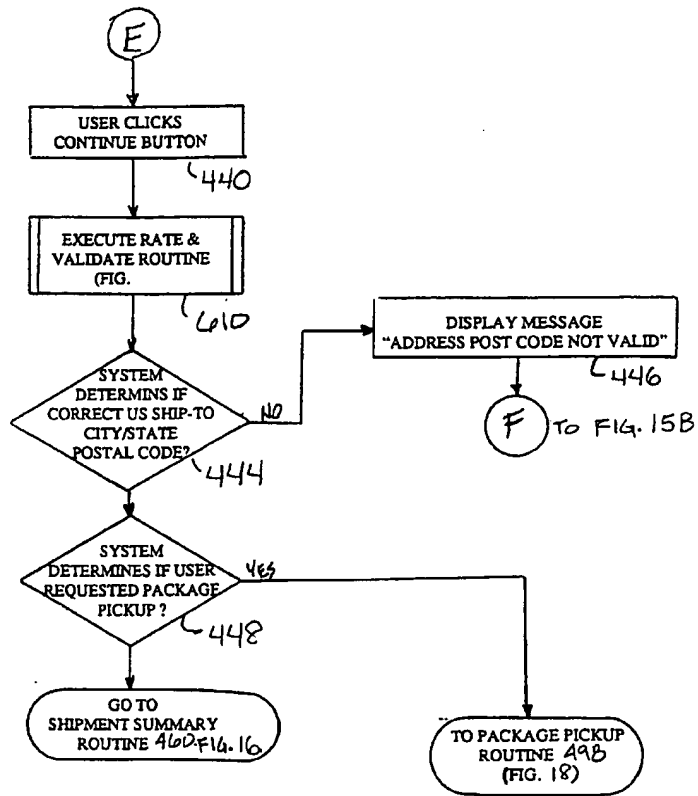 E
USER CLICKS
CONTINUE BUTTON
440
EXECUTE RATE &
VALIDATE ROUTINE
(FIG.
610
SYSTEM
DETERMINS IF
CORRECT US SHIP-TO
CITY/STATE
POSTAL CODE?
444
NO
DISPLAY MESSAGE
"ADDRESS POST CODE NOT VALID"
446
F TO FIG. 15B
SYSTEM
DETERMINES IF USER
REQUESTED PACKAGE
PICKUP ?
448
YES
GO TO
SHIPMENT SUMMARY
ROUTINE 460-FIG. 16
TO PACKAGE PICKUP
ROUTINE 498
(FIG. 18)